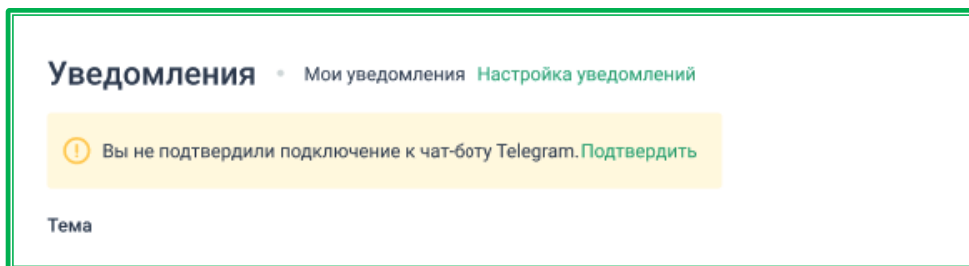 Уведомления • Мои уведомления Настройка уведомлений
Вы не подтвердили подключение к чат-боту Telegram. Подтвердить
Тема